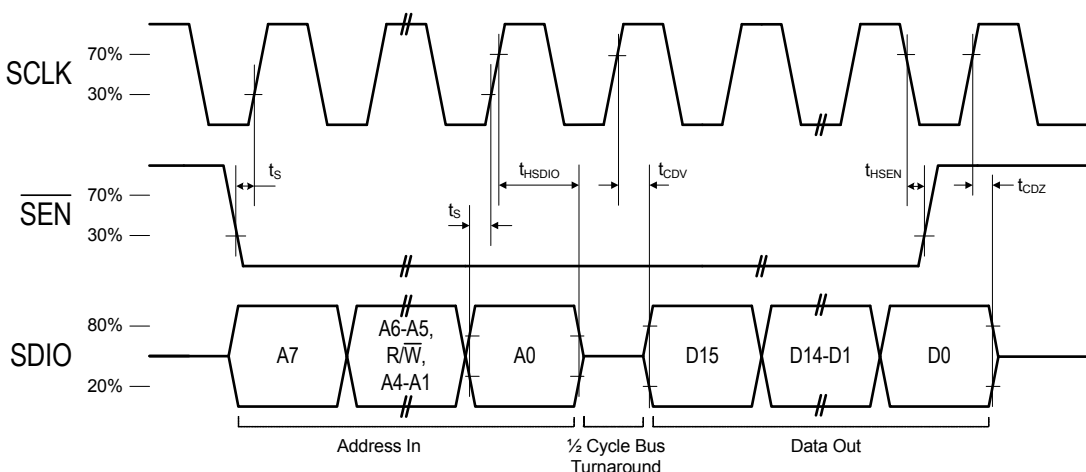 SCLK
70%
30%
SEN
70%
30%
tS
tHSDIO
tCDV
tHSEN
tCDZ
tS
SDIO
80%
20%
A7
A6-A5,
R/W,
A4-A1
A0
D15
D14-D1
D0
Address In
½ Cycle Bus
Turnaround
Data Out